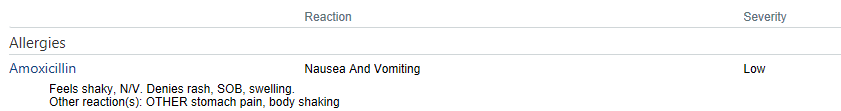 Reaction Severity
Allergies
Amoxicillin Nausea And Vomiting Low
Feels shaky, N/V. Denies rash, SOB, swelling.
Other reaction(s): OTHER stomach pain, body shaking